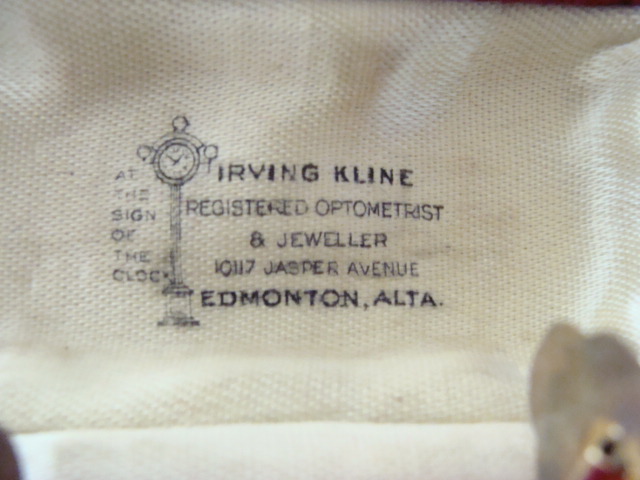 AT
THE
SIGN
OF
THE
CLOCK
IRVING KLINE
REGISTERED OPTOMETRIST
& JEWELLER
10117 JASPER AVENUE
EDMONTON, ALTA.